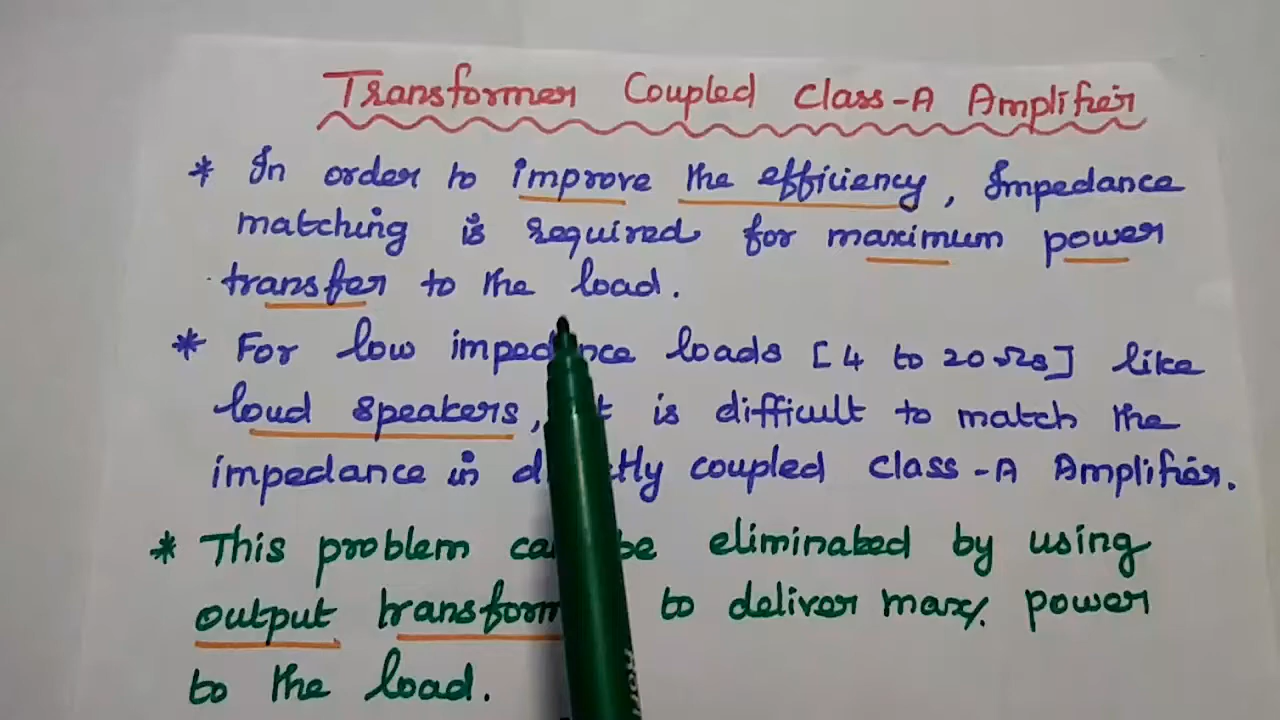 Transformer Coupled Class-A Amplifier
* In order to improve the efficiency, Impedance
matching is required for maximum power
transfer to the load.
* For low impedance loads [4 to 20 Ωs] like
loud speakers, it is difficult to match the
impedance in directly coupled Class-A Amplifier.
* This problem can be eliminated by using
output transform to deliver max. power
to the load.